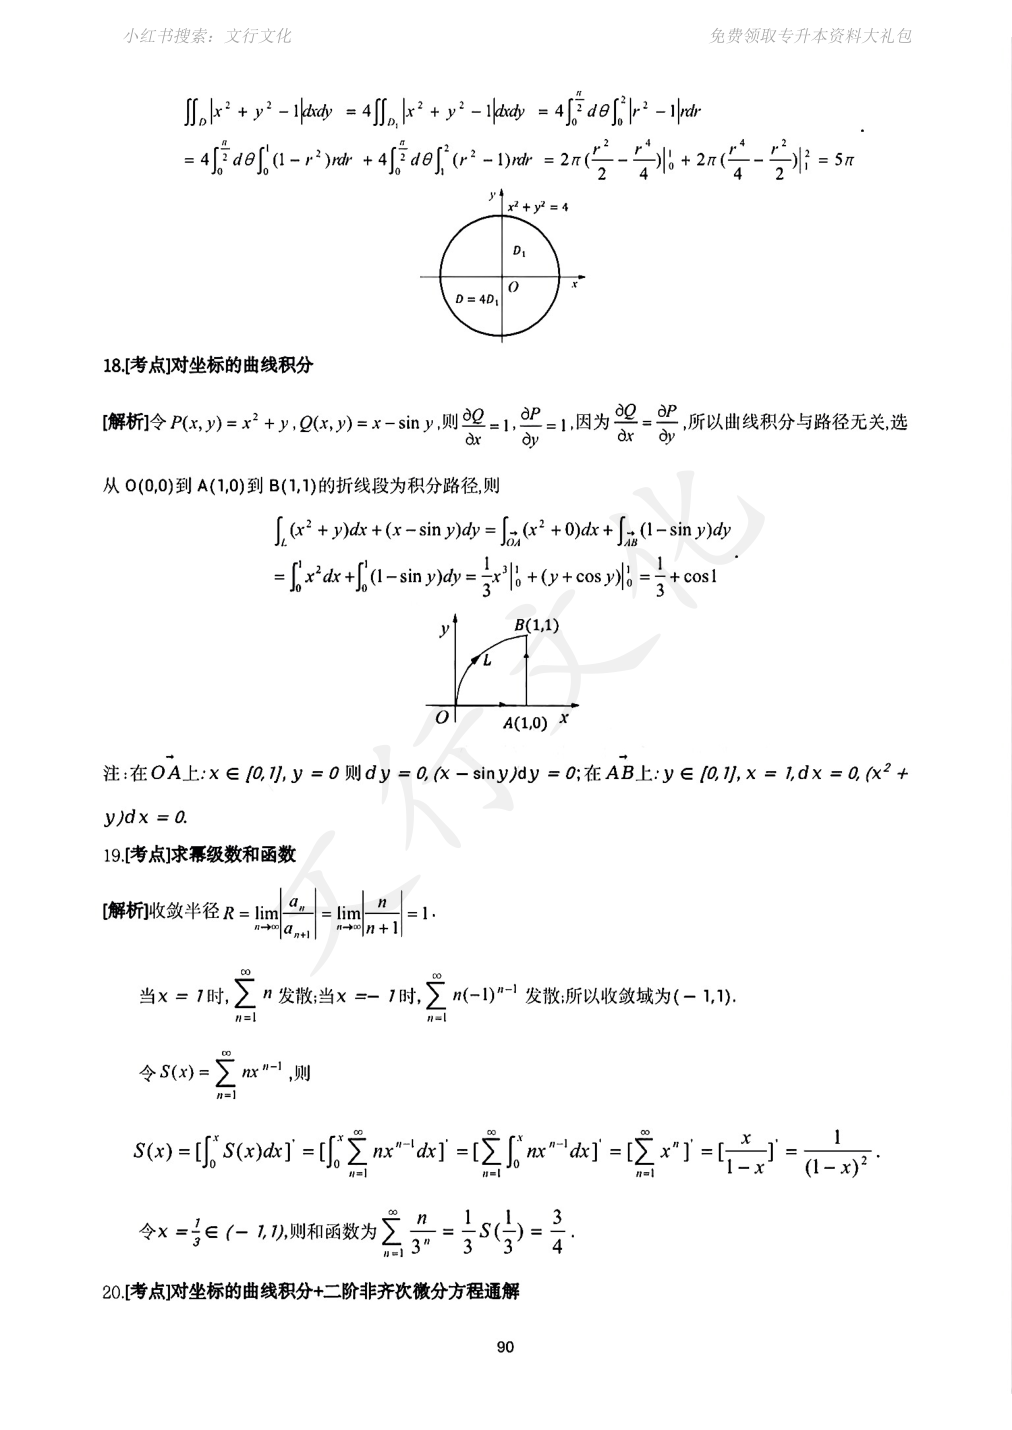 小红书搜索：文行文化 免费领取专升本资料大礼包
∬_D |x² + y² − 1|dxdy = 4∬_{D₁} |x² + y² − 1|dxdy = 4∫_0^{π/2} dθ∫_0^2 |r² − 1|rdr
= 4∫_0^{π/2} dθ∫_0^1 (1 − r²)rdr + 4∫_0^{π/2} dθ∫_1^2 (r² − 1)rdr = 2π(r²/2 − r⁴/4)|_0^1 + 2π(r⁴/4 − r²/2)|_1^2 = 5π.
y
x² + y² = 4
D₁
O
x
D = 4D₁
18.[考点]对坐标的曲线积分
[解析]令 P(x, y) = x² + y , Q(x, y) = x − sin y ,则 ∂Q/∂x = 1, ∂P/∂y = 1,因为 ∂Q/∂x = ∂P/∂y ,所以曲线积分与路径无关,选
从 O(0,0)到 A(1,0)到 B(1,1)的折线段为积分路径,则
∫_L (x² + y)dx + (x − sin y)dy = ∫_{OA→} (x² + 0)dx + ∫_{AB→} (1 − sin y)dy
= ∫_0^1 x²dx + ∫_0^1 (1 − sin y)dy = 1/3 x³|_0^1 + (y + cos y)|_0^1 = 1/3 + cos1.
y
B(1,1)
L
O
A(1,0)
x
注:在OA→上: x ∈ [0,1], y = 0 则dy = 0, (x − sin y)dy = 0;在AB→上: y ∈ [0,1], x = 1, dx = 0, (x² +
y)dx = 0.
19.[考点]求幂级数和函数
[解析]收敛半径 R = lim_{n→∞} |a_n/a_{n+1}| = lim_{n→∞} |n/(n + 1)| = 1 .
当x = 1时, ∑_{n=1}^∞ n 发散;当x =− 1时, ∑_{n=1}^∞ n(−1)^{n−1} 发散;所以收敛域为(− 1,1).
令 S(x) = ∑_{n=1}^∞ nx^{n−1} ,则
S(x) = [∫_0^x S(x)dx]' = [∫_0^x ∑_{n=1}^∞ nx^{n−1}dx]' = [∑_{n=1}^∞ ∫_0^x nx^{n−1}dx]' = [∑_{n=1}^∞ x^n]' = [x/(1 − x)]' = 1/(1 − x)² .
令x = 1/3 ∈ (− 1,1),则和函数为 ∑_{n=1}^∞ n/3^n = 1/3 S(1/3) = 3/4 .
20.[考点]对坐标的曲线积分+二阶非齐次微分方程通解
90
文行文化